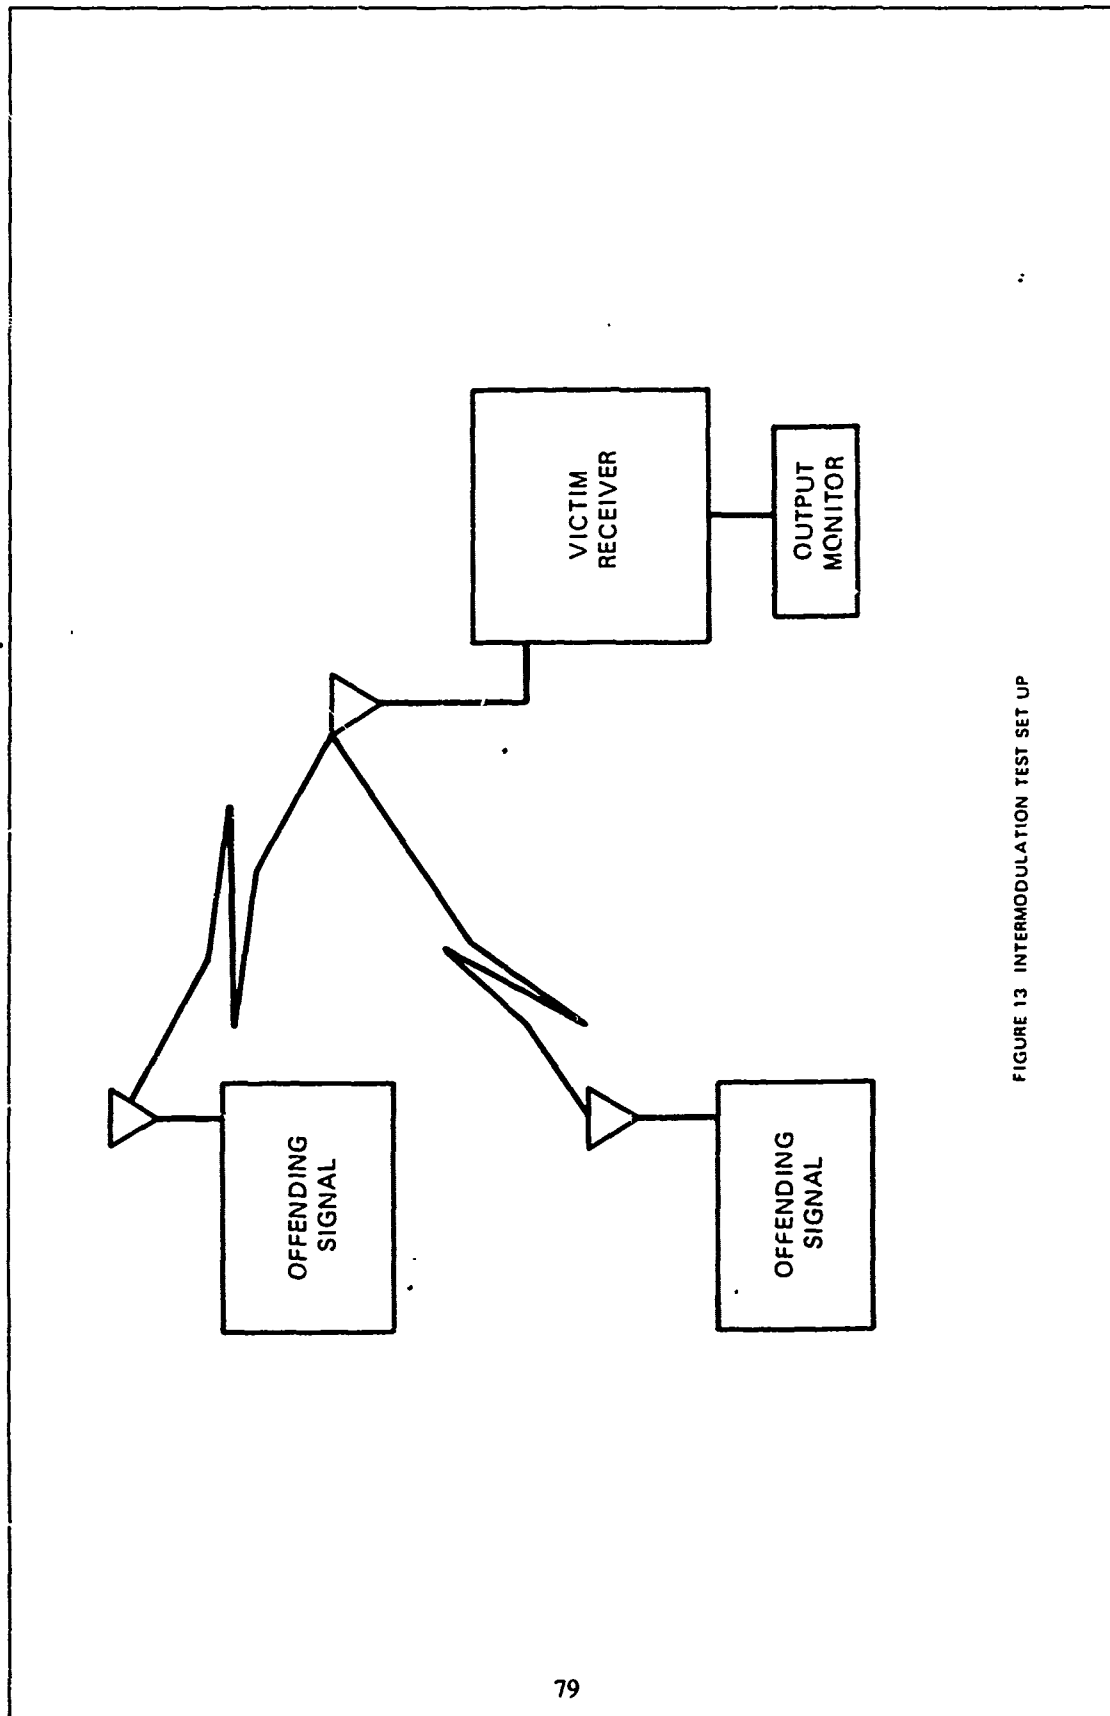 OFFENDING
SIGNAL
OFFENDING
SIGNAL
VICTIM
RECEIVER
OUTPUT
MONITOR
FIGURE 13 INTERMODULATION TEST SET UP
79